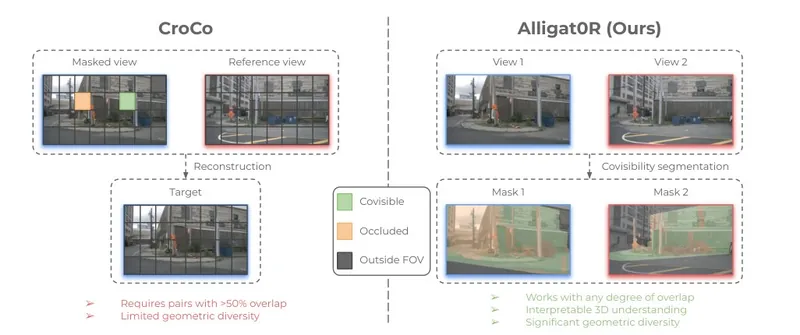 CroCo
Masked view
Reference view
Reconstruction
Target
➢ Requires pairs with >50% overlap
➢ Limited geometric diversity
Covisible
Occluded
Outside FOV
Alligat0R (Ours)
View 1
View 2
Covisibility segmentation
Mask 1
Mask 2
➢ Works with any degree of overlap
➢ Interpretable 3D understanding
➢ Significant geometric diversity